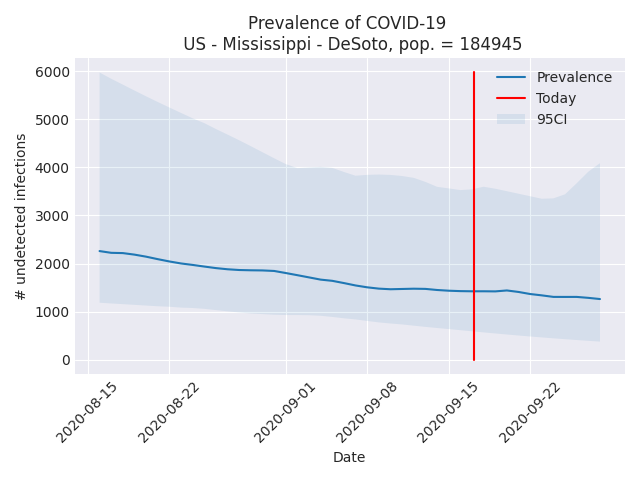 Prevalence of COVID-19
US - Mississippi - DeSoto, pop. = 184945
Prevalence
Today
95CI
# undetected infections
6000
5000
4000
3000
2000
1000
0
2020-08-15
2020-08-22
2020-09-01
2020-09-08
2020-09-15
2020-09-22
Date